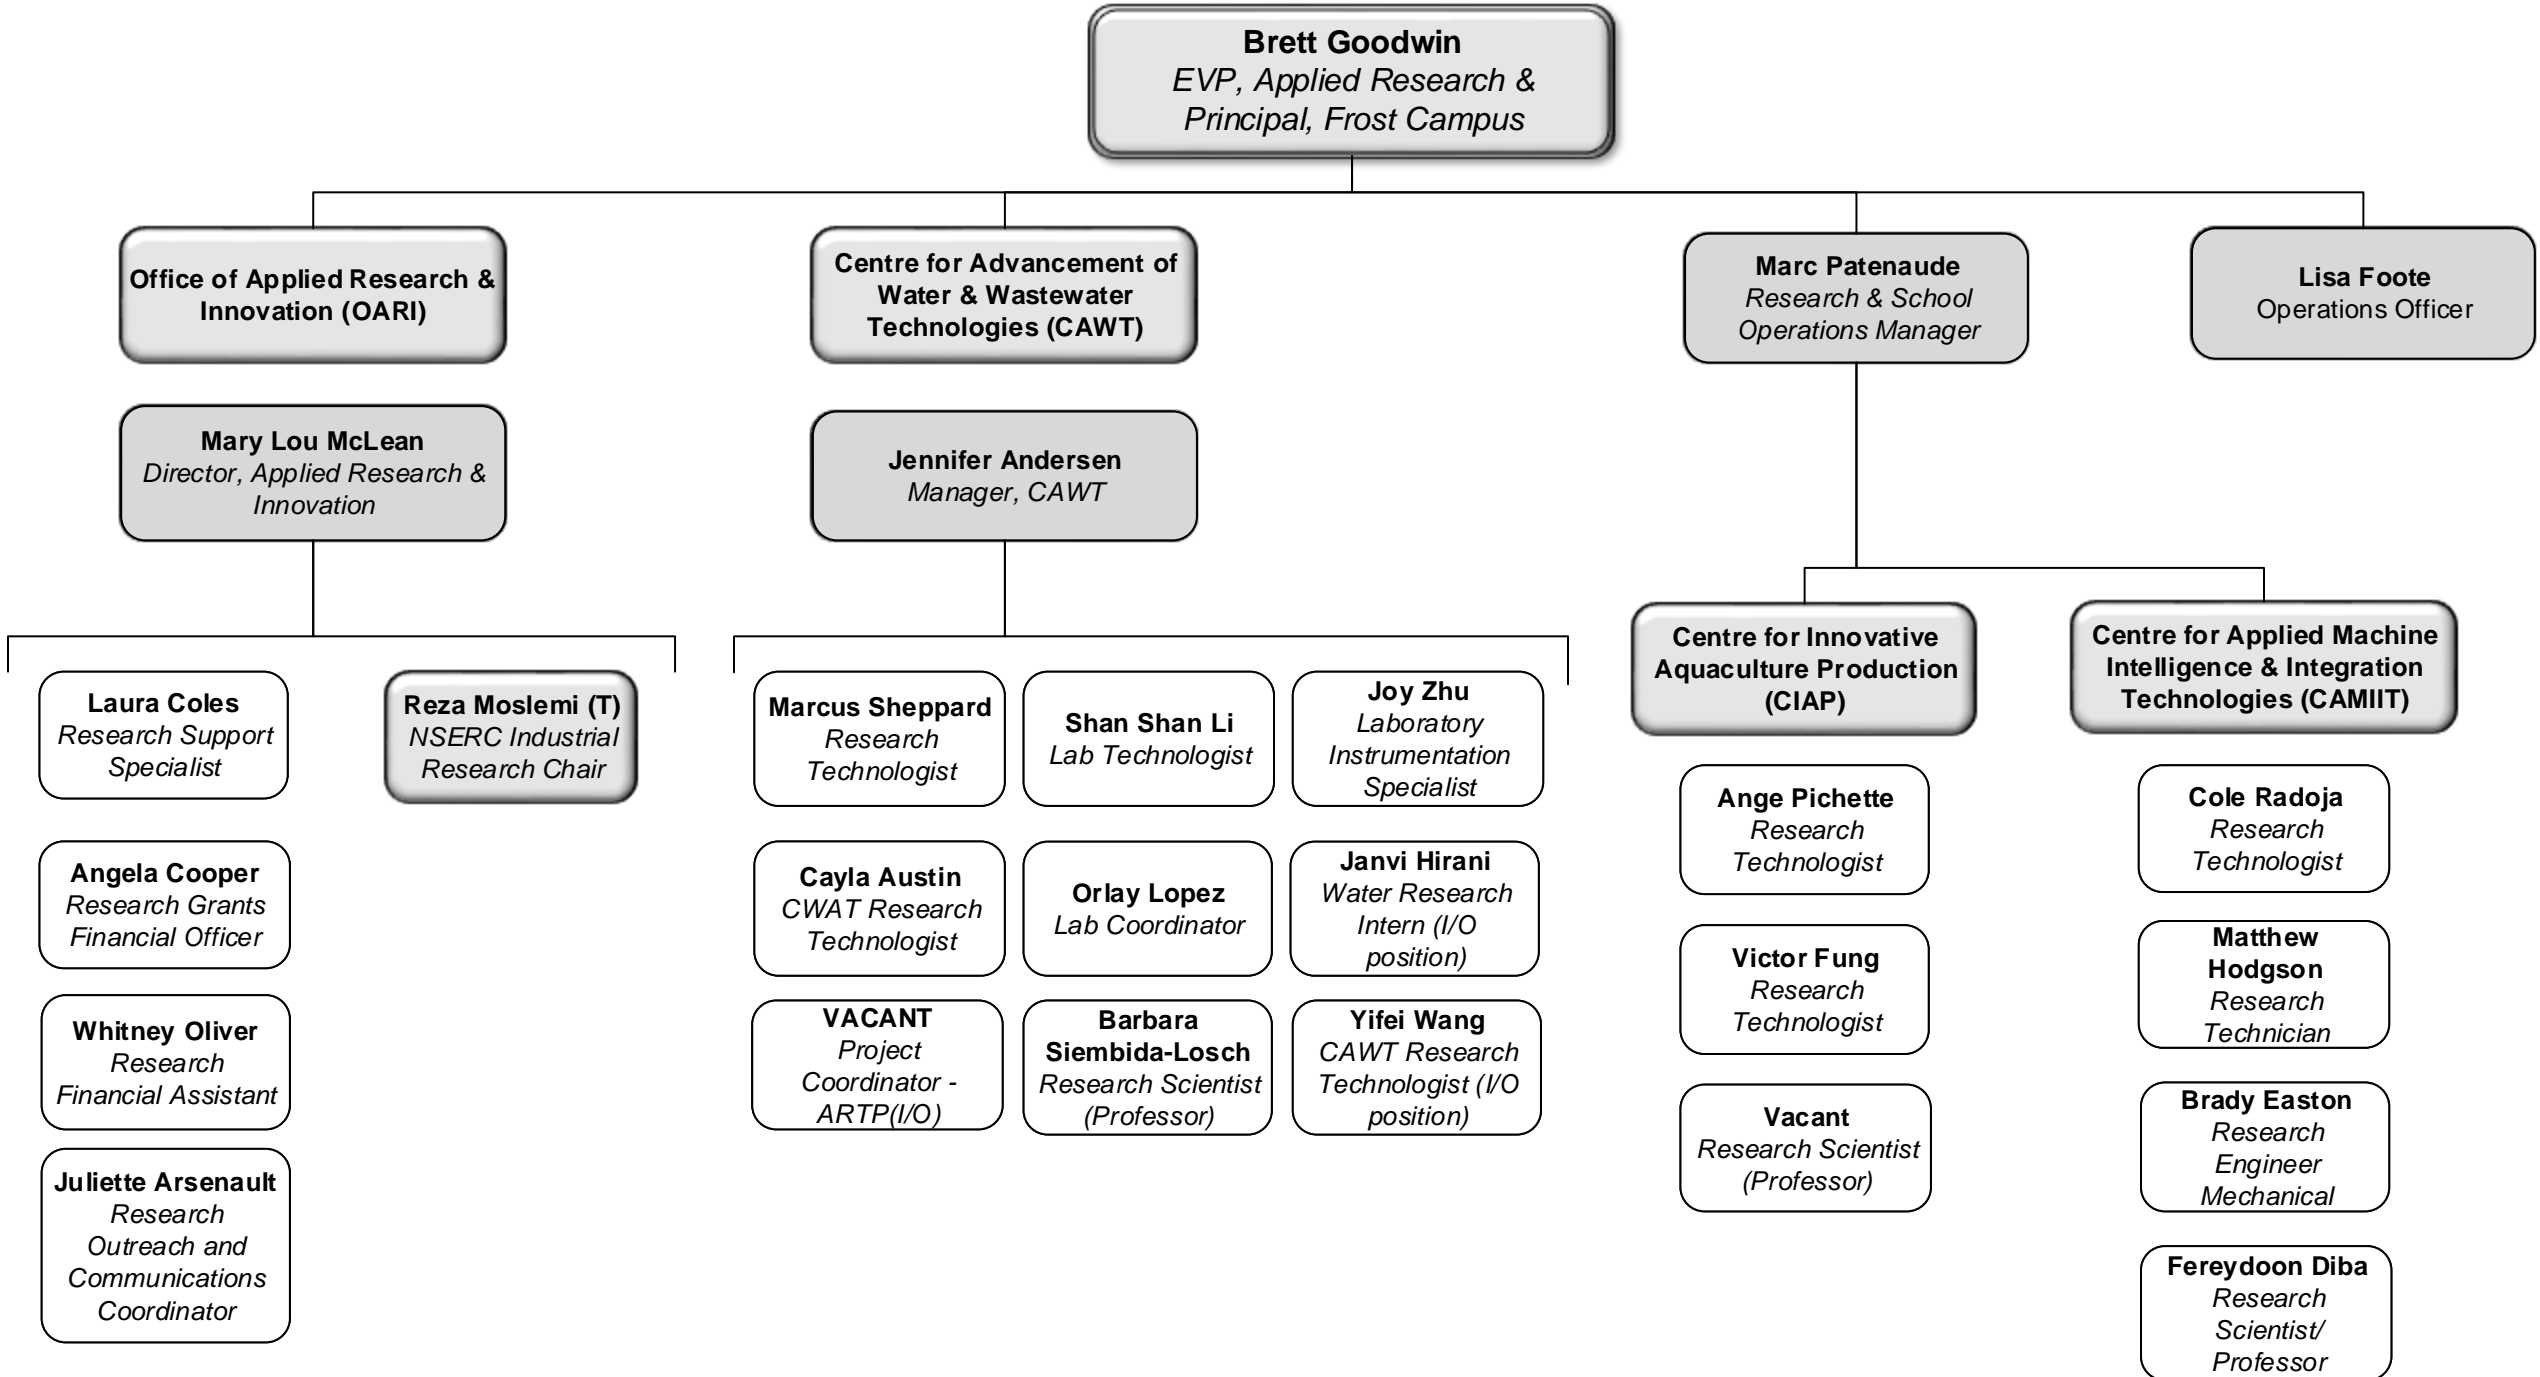 Brett Goodwin
EVP, Applied Research &
Principal, Frost Campus
Office of Applied Research &
Innovation (OARI)
Centre for Advancement of
Water & Wastewater
Technologies (CAWT)
Marc Patenaude
Research & School
Operations Manager
Lisa Foote
Operations Officer
Mary Lou McLean
Director, Applied Research &
Innovation
Jennifer Andersen
Manager, CAWT
Laura Coles
Research Support
Specialist
Reza Moslemi (T)
NSERC Industrial
Research Chair
Angela Cooper
Research Grants
Financial Officer
Whitney Oliver
Research
Financial Assistant
Juliette Arsenault
Research
Outreach and
Communications
Coordinator
Marcus Sheppard
Research
Technologist
Shan Shan Li
Lab Technologist
Joy Zhu
Laboratory
Instrumentation
Specialist
Cayla Austin
CWAT Research
Technologist
Orlay Lopez
Lab Coordinator
Janvi Hirani
Water Research
Intern (I/O
position)
VACANT
Project
Coordinator -
ARTP(I/O)
Barbara
Siembida-Losch
Research Scientist
(Professor)
Yifei Wang
CAWT Research
Technologist (I/O
position)
Centre for Innovative
Aquaculture Production
(CIAP)
Ange Pichette
Research
Technologist
Victor Fung
Research
Technologist
Vacant
Research Scientist
(Professor)
Centre for Applied Machine
Intelligence & Integration
Technologies (CAMIIT)
Cole Radoja
Research
Technologist
Matthew
Hodgson
Research
Technician
Brady Easton
Research
Engineer
Mechanical
Fereydoon Diba
Research
Scientist/
Professor